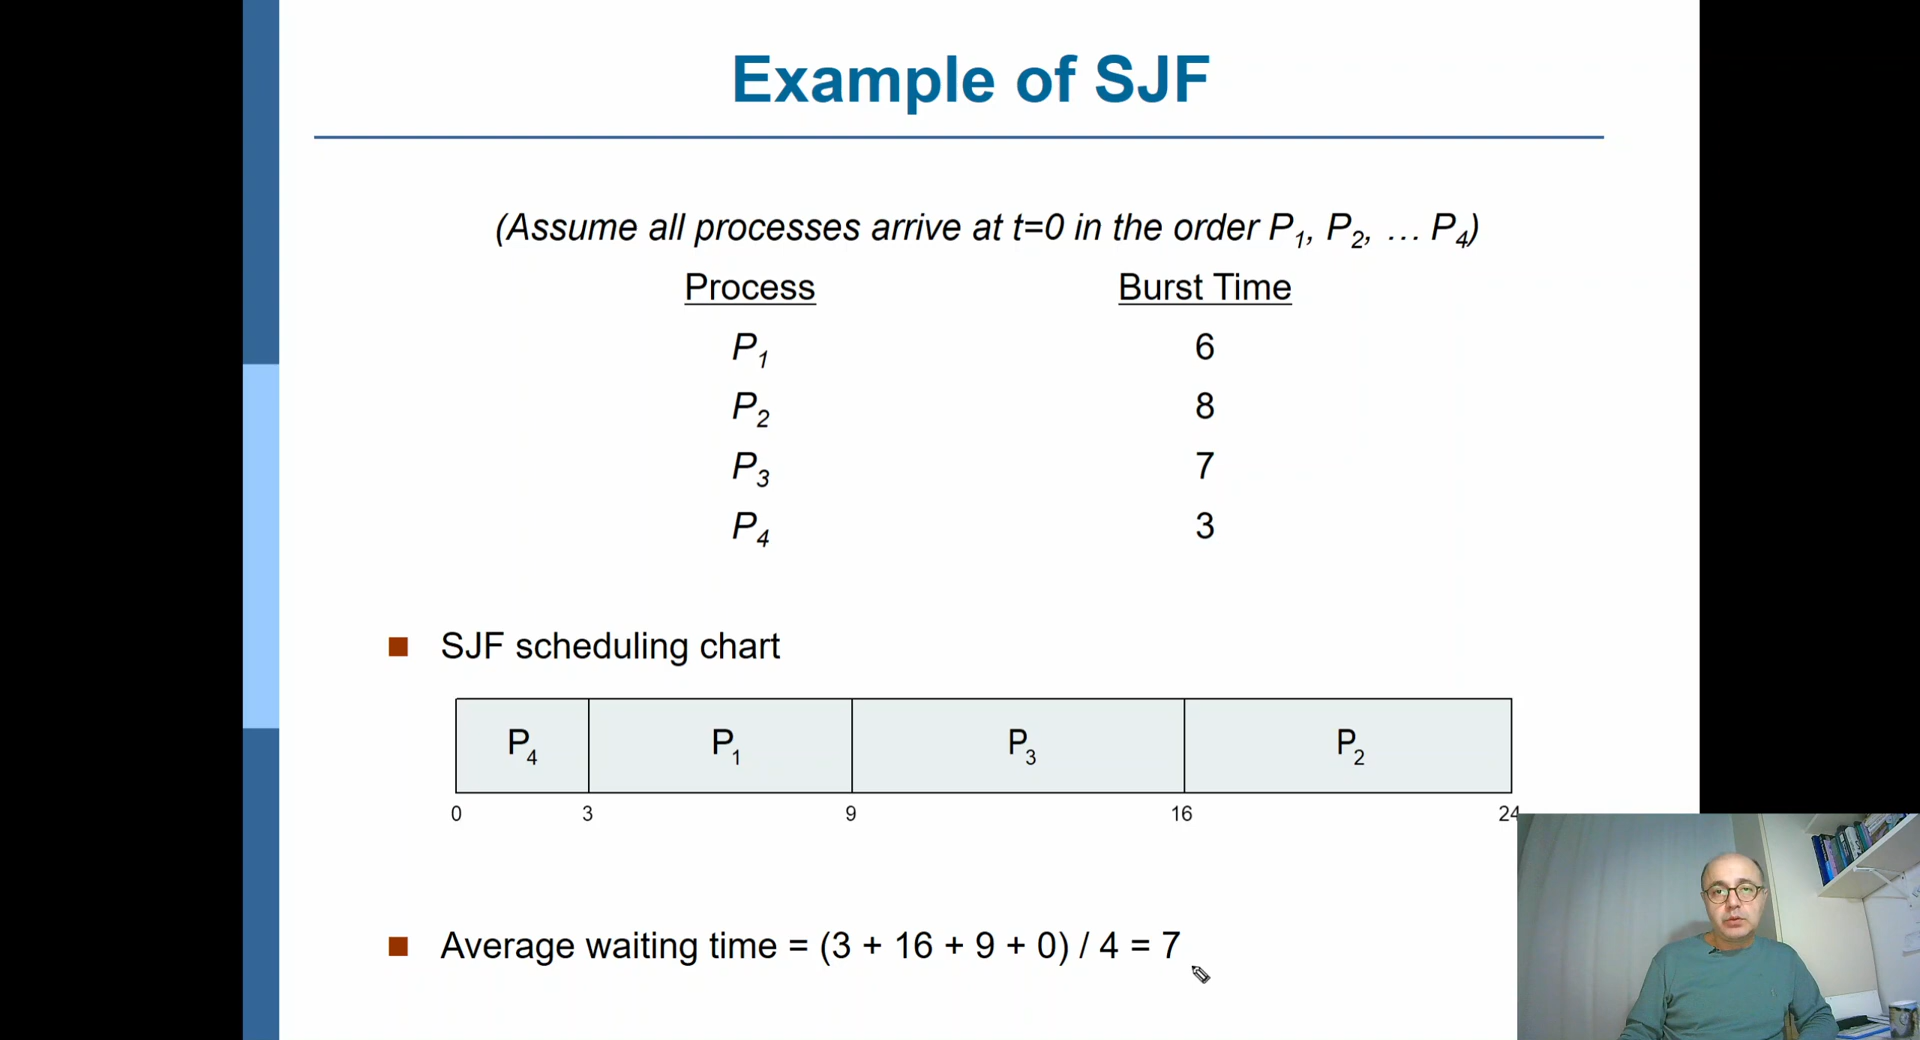 Example of SJF
(Assume all processes arrive at t=0 in the order P1, P2, … P4)
Process Burst Time
P1 6
P2 8
P3 7
P4 3
■ SJF scheduling chart
P4 P1 P3 P2
0 3 9 16 24
■ Average waiting time = (3 + 16 + 9 + 0) / 4 = 7